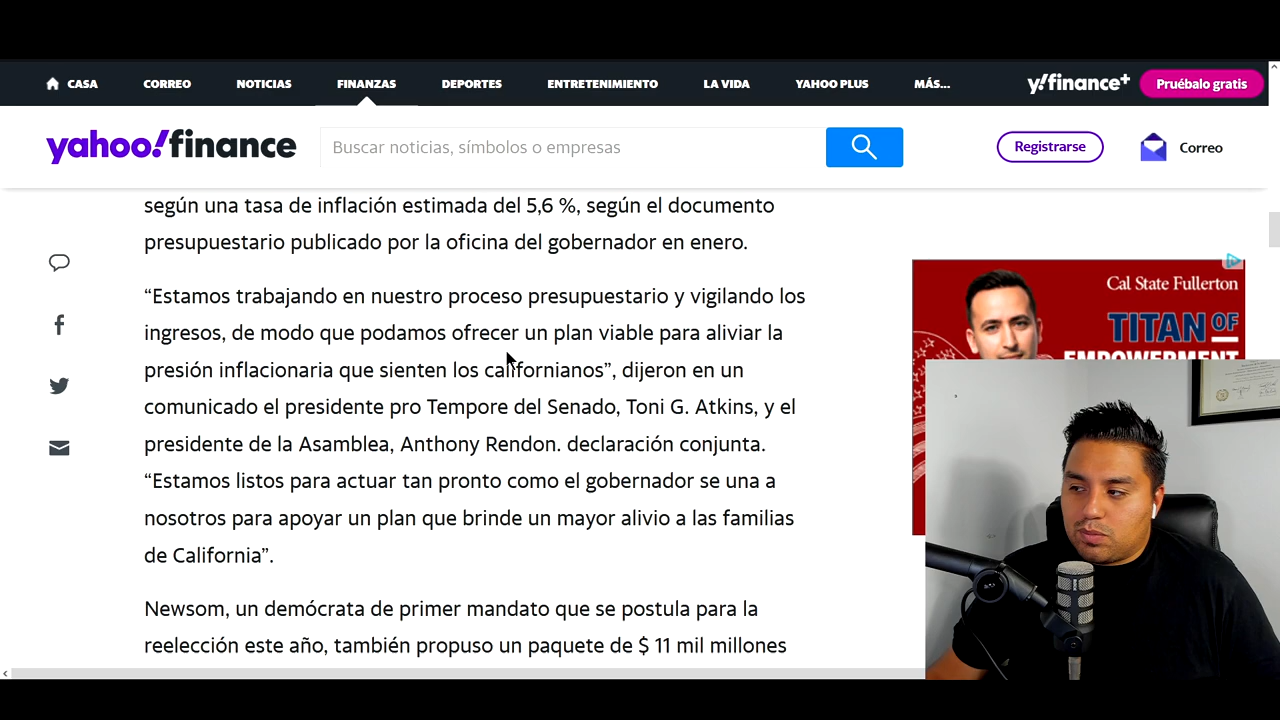 CASA CORREO NOTICIAS FINANZAS DEPORTES ENTRETENIMIENTO LA VIDA YAHOO PLUS MÁS... y!finance+ Pruébalo gratis
yahoo!finance Buscar noticias, símbolos o empresas Registrarse Correo
según una tasa de inflación estimada del 5,6 %, según el documento
presupuestario publicado por la oficina del gobernador en enero.
“Estamos trabajando en nuestro proceso presupuestario y vigilando los
ingresos, de modo que podamos ofrecer un plan viable para aliviar la
presión inflacionaria que sienten los californianos”, dijeron en un
comunicado el presidente pro Tempore del Senado, Toni G. Atkins, y el
presidente de la Asamblea, Anthony Rendon. declaración conjunta.
“Estamos listos para actuar tan pronto como el gobernador se una a
nosotros para apoyar un plan que brinde un mayor alivio a las familias
de California”.
Newsom, un demócrata de primer mandato que se postula para la
reelección este año, también propuso un paquete de $ 11 mil millones
Cal State Fullerton
TITAN OF
EMPOWERMENT